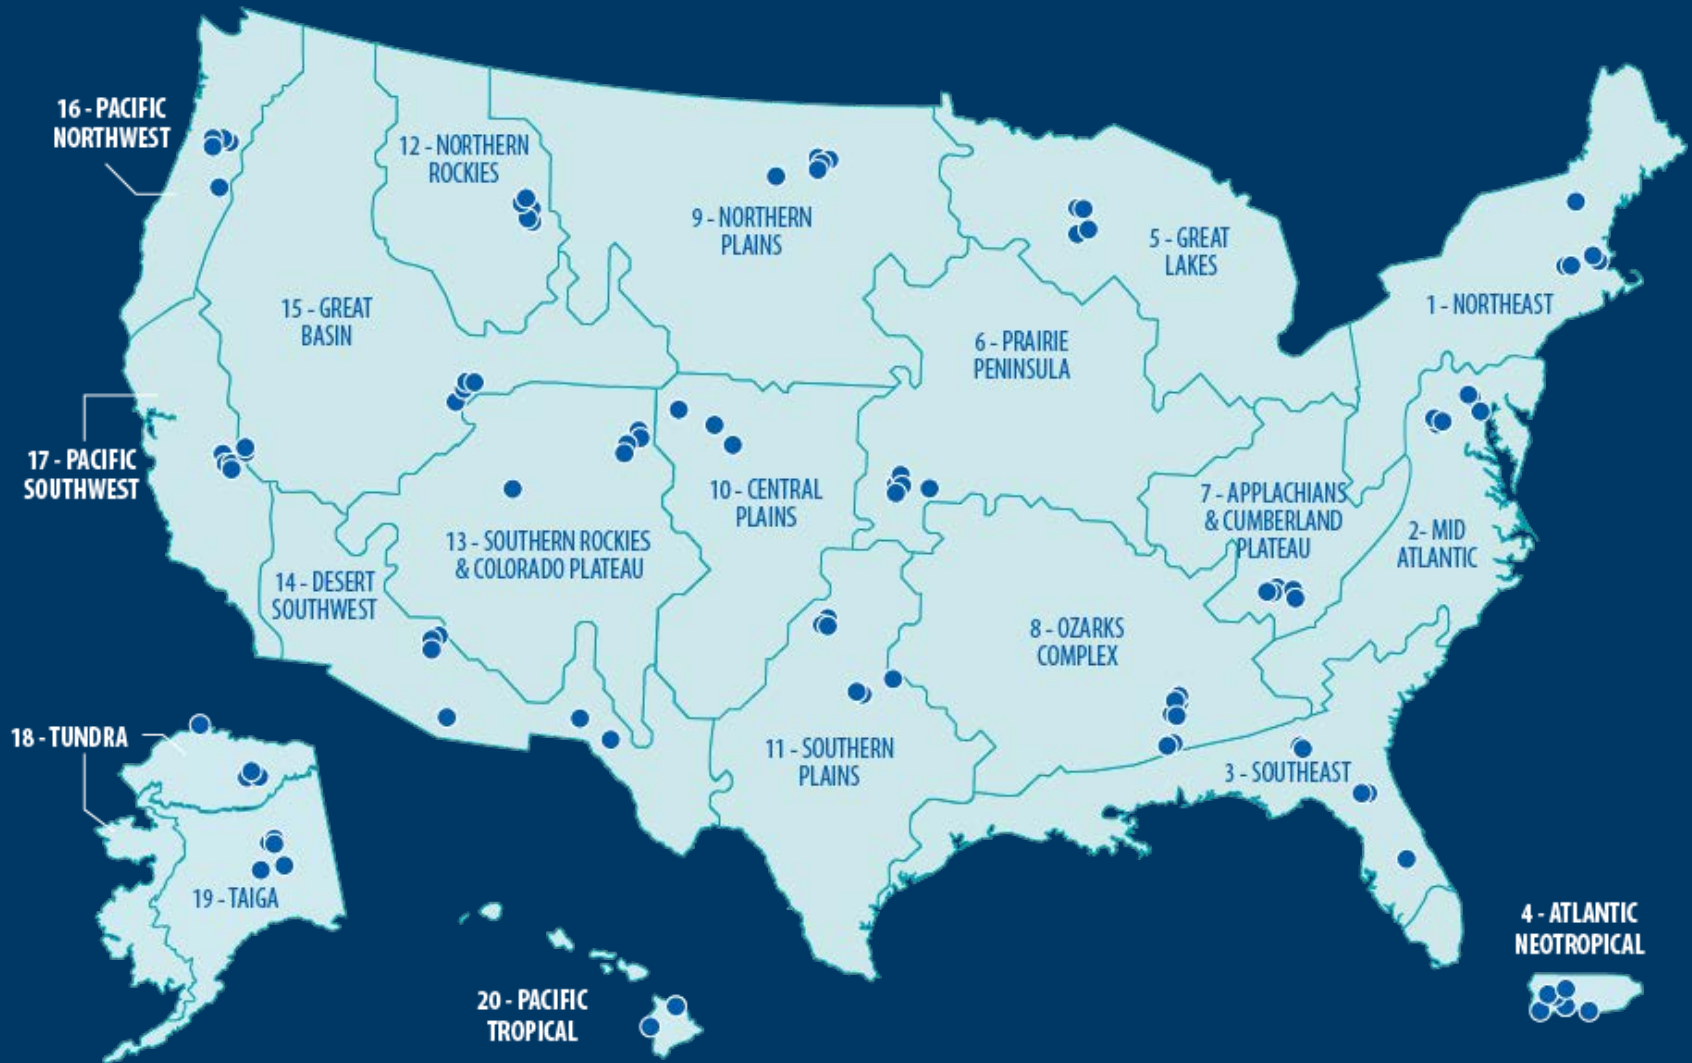 16 - PACIFIC
NORTHWEST
12 - NORTHERN
ROCKIES
9 - NORTHERN
PLAINS
5 - GREAT
LAKES
1 - NORTHEAST
15 - GREAT
BASIN
6 - PRAIRIE
PENINSULA
17 - PACIFIC
SOUTHWEST
10 - CENTRAL
PLAINS
7 - APPLACHIANS
& CUMBERLAND
PLATEAU
2- MID
ATLANTIC
13 - SOUTHERN ROCKIES
& COLORADO PLATEAU
14 - DESERT
SOUTHWEST
8 - OZARKS
COMPLEX
18 - TUNDRA
11 - SOUTHERN
PLAINS
3 - SOUTHEAST
19 - TAIGA
4 - ATLANTIC
NEOTROPICAL
20 - PACIFIC
TROPICAL